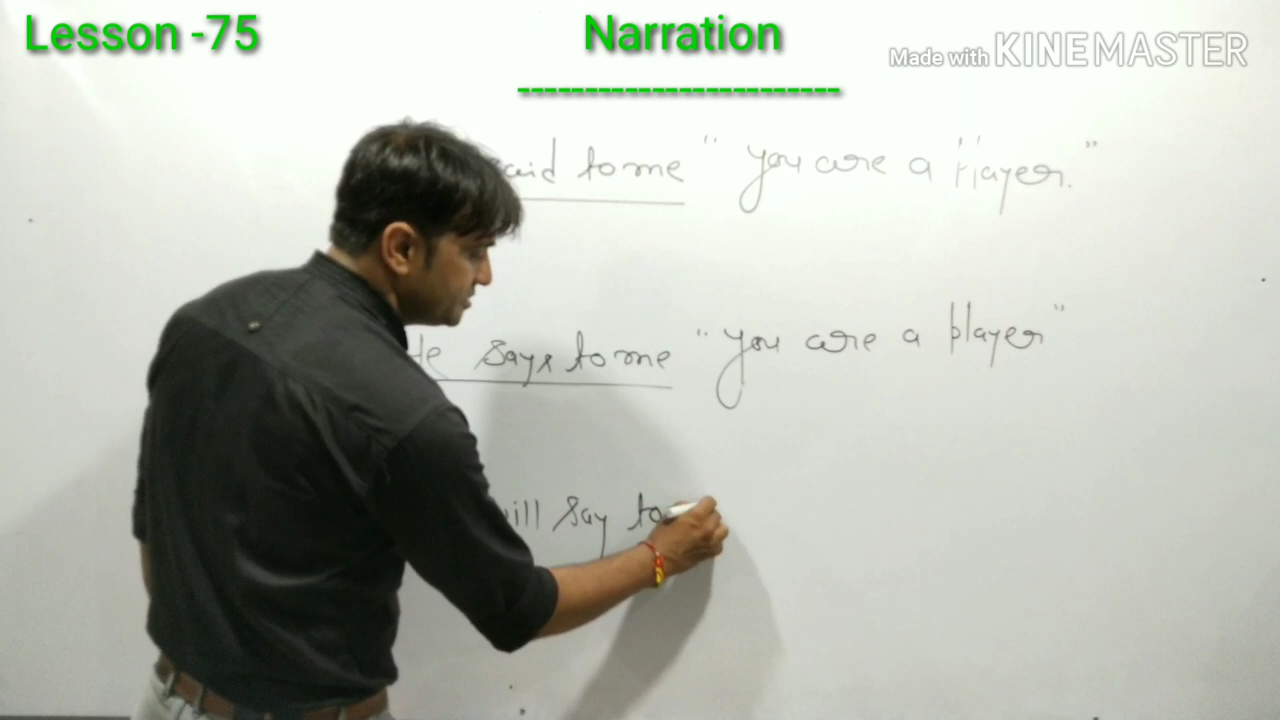 Lesson -75
Narration
Made with KINEMASTER
------------------------
said to me " you are a Player. "
says to me " you are a player "
will say to